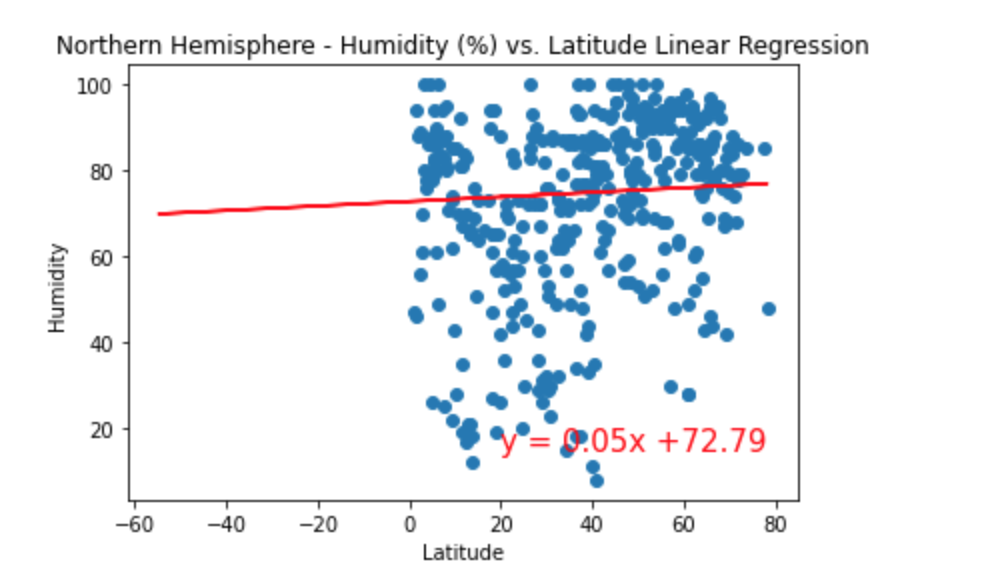 Northern Hemisphere - Humidity (%) vs. Latitude Linear Regression
100
80
60
40
20
Humidity
y = 0.05x +72.79
−60 −40 −20 0 20 40 60 80
Latitude